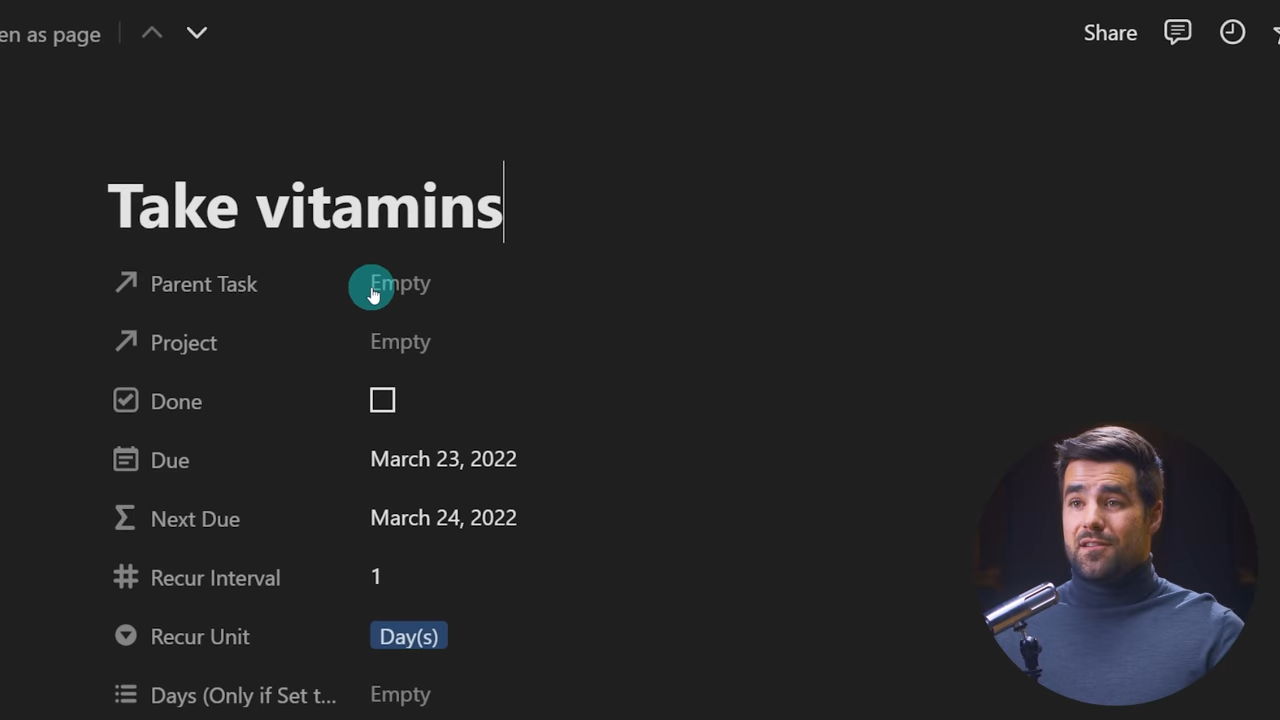 en as page
Share
Take vitamins
Parent Task Empty
Project Empty
Done
Due March 23, 2022
Next Due March 24, 2022
Recur Interval 1
Recur Unit Day(s)
Days (Only if Set t... Empty